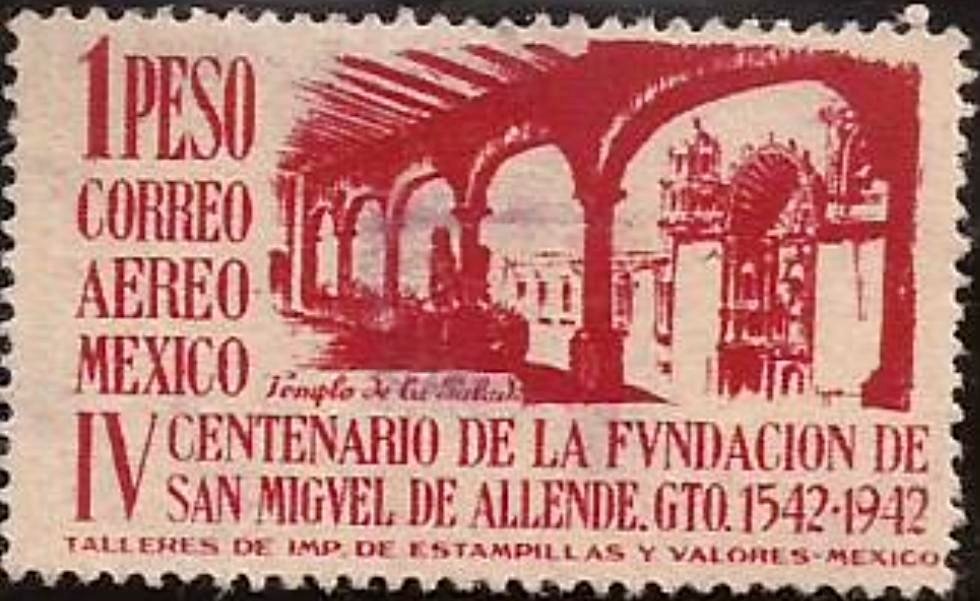 1 PESO
CORREO
AEREO
MEXICO
Templo de la
IV CENTENARIO DE LA FVNDACION DE
SAN MIGVEL DE ALLENDE. GTO. 1542-1942
TALLERES DE IMP. DE ESTAMPILLAS Y VALORES-MEXICO